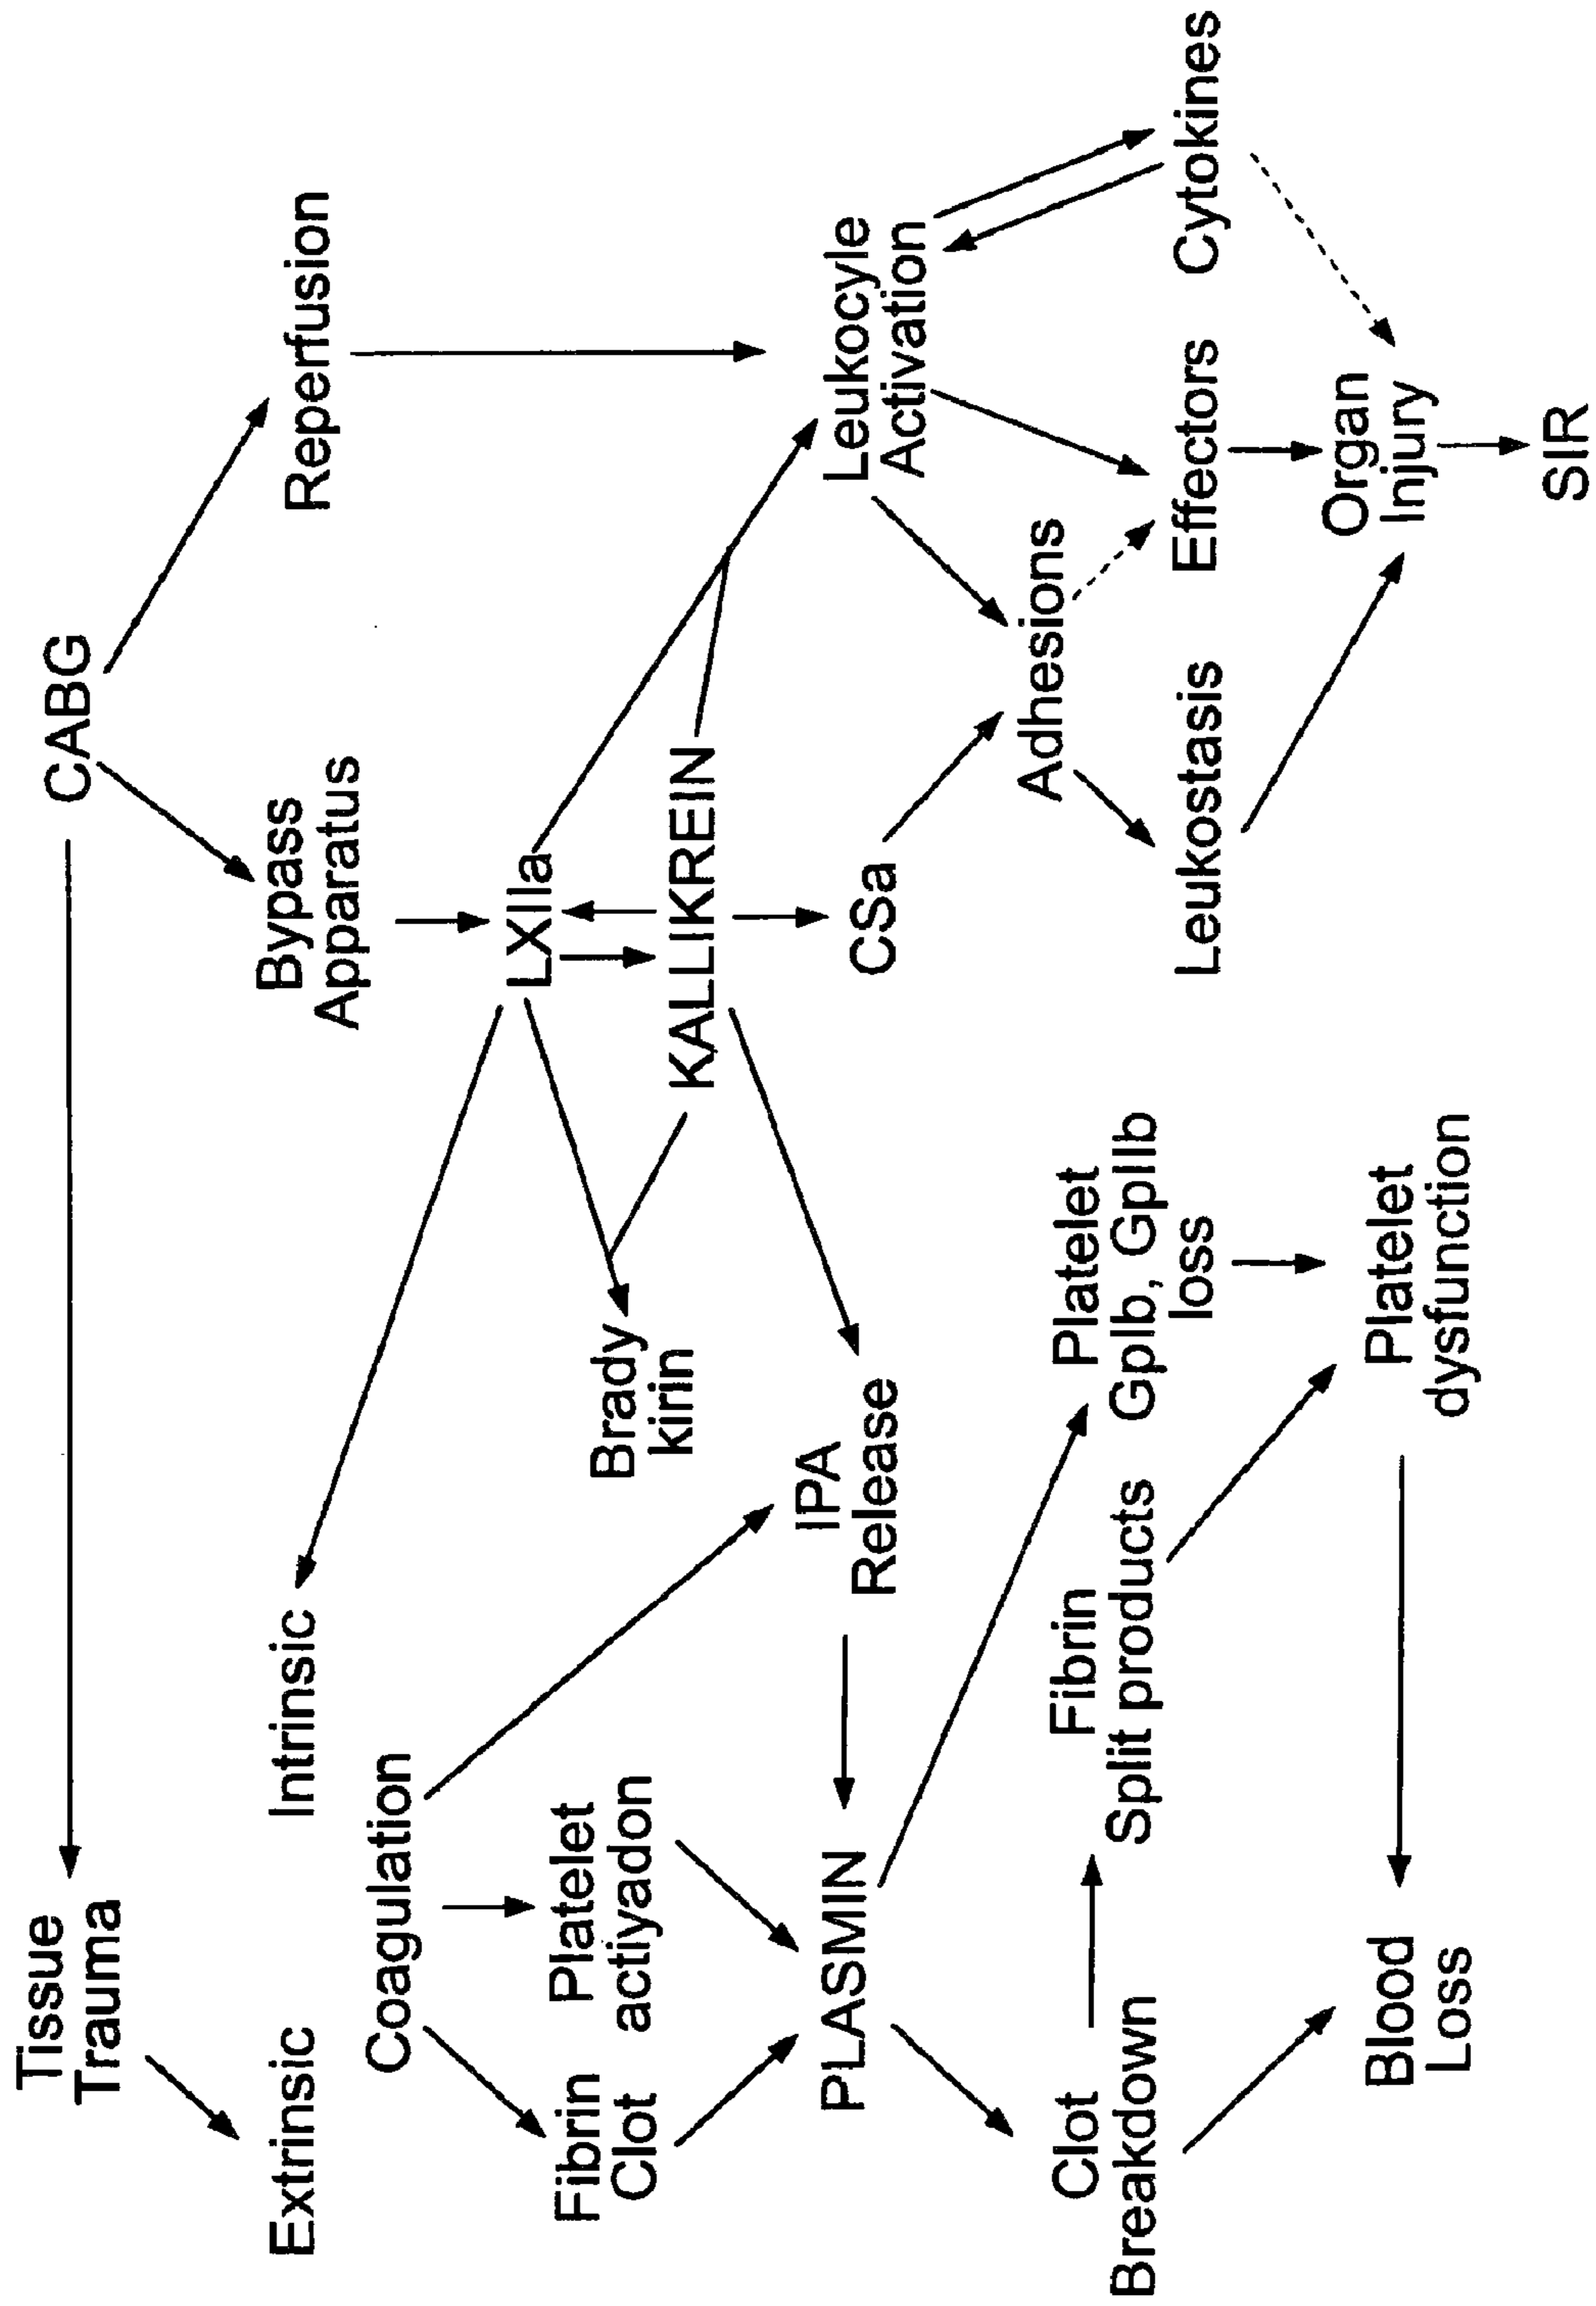 Tissue
Trauma
CABG
Extrinsic
Intrinsic
Bypass
Apparatus
Reperfusion
Coagulation
LXIIa
Fibrin
Clot
Platelet
actiyadon
Brady
kirin
KALLIKREIN
PLASMIN
IPA
Release
CSa
Leukocyle
Activation
Clot
Breakdown
Fibrin
Split products
Platelet
GpIb, GpIIb
loss
Adhesions
Leukostasis
Effectors
Cytokines
Blood
Loss
Platelet
dysfunction
Organ
Injury
SIR